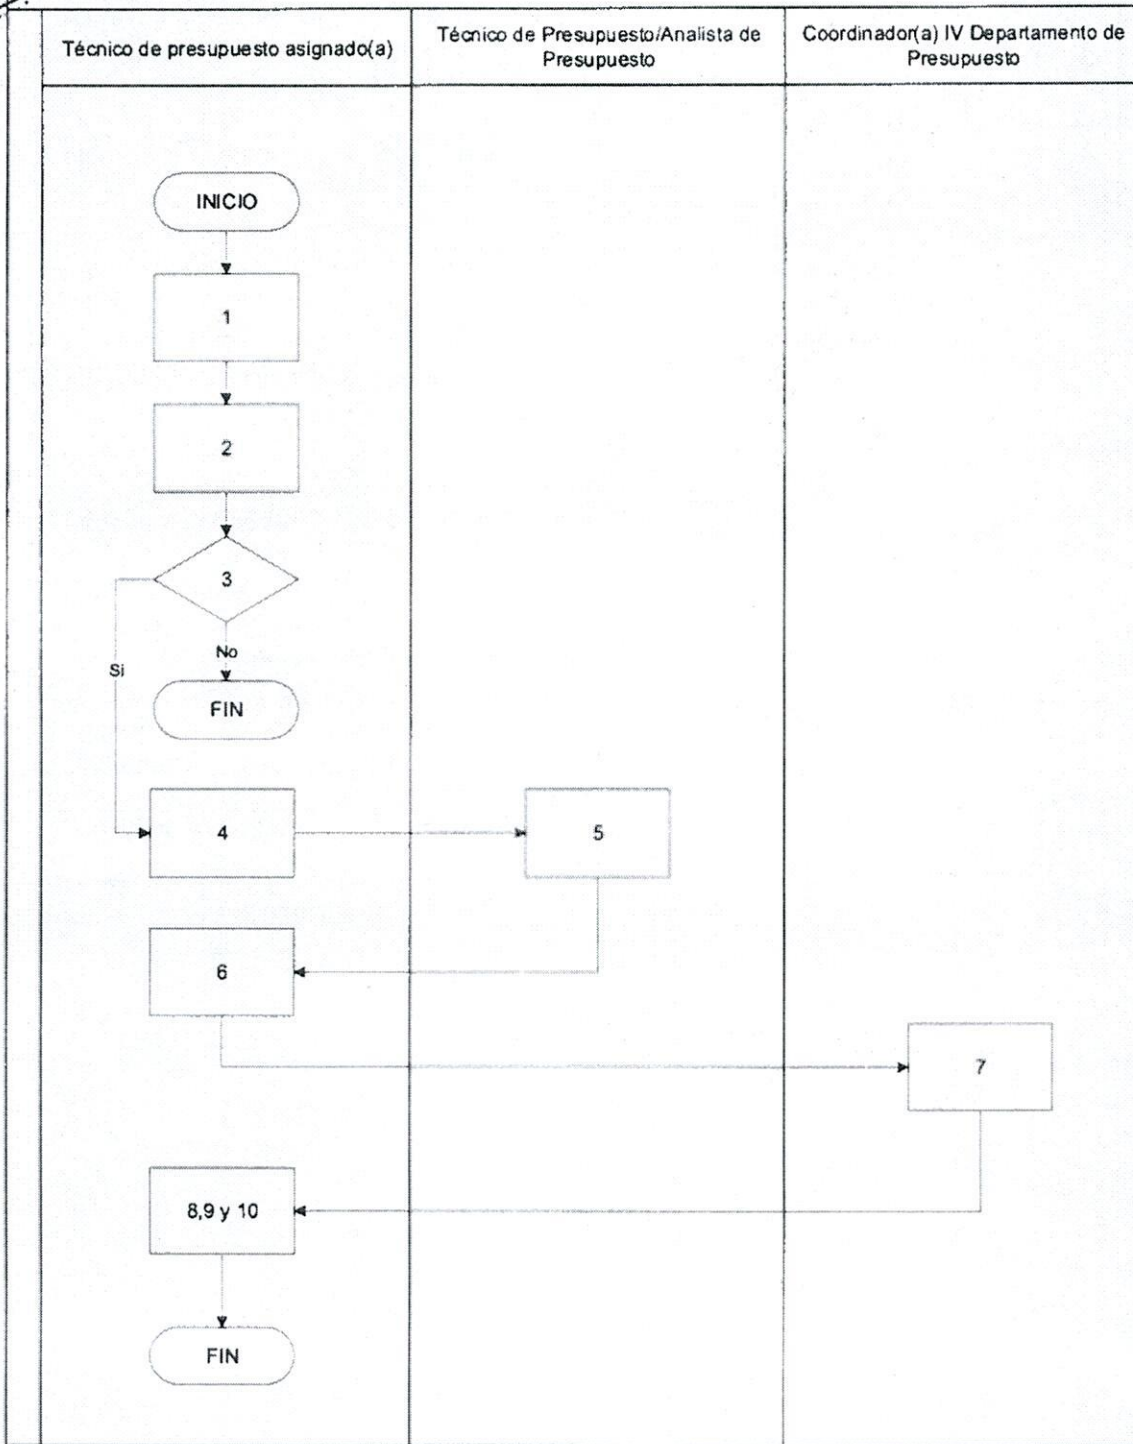 Técnico de presupuesto asignado(a)
Técnico de Presupuesto/Analista de
Presupuesto
Coordinador(a) IV Departamento de
Presupuesto
INICIO
1
2
3
No
Si
FIN
4
5
6
7
8,9 y 10
FIN